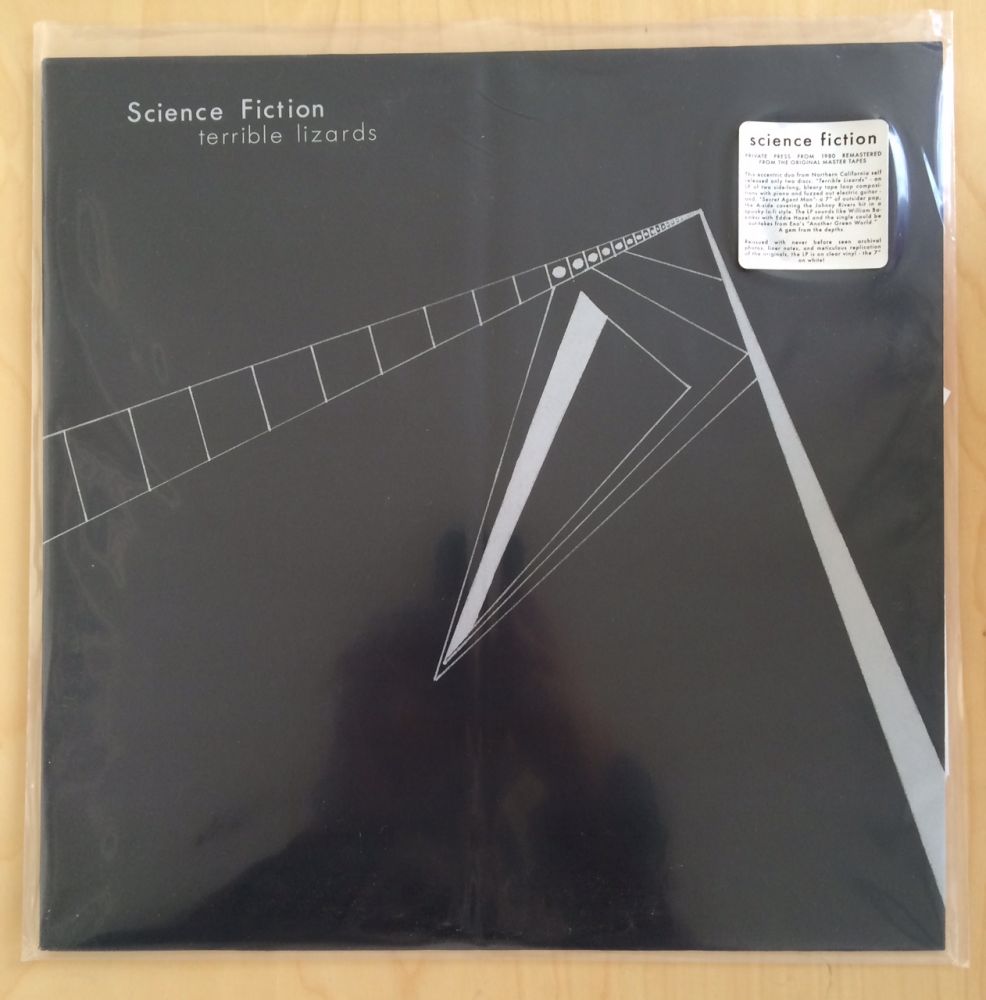 Science Fiction
terrible lizards
science fiction
PRIVATE PRESS FROM 1980 REMASTERED
FROM THE ORIGINAL MASTER TAPES
This eccentric duo from Northern California self
released only two discs. "Terrible Lizards" - an
LP of two side-long, bleary tape loop composi-
tions with piano and fuzzed out electric guitar -
and, "Secret Agent Man"- a 7" of outsider pop,
the A-side covering the Johnny Rivers hit in a
spunky lo-fi style. The LP sounds like William Ba-
sinski with Eddie Hazel and the single could be
out-takes from Eno's "Another Green World."
A gem from the depths.
Reissued with never before seen archival
photos, liner notes, and meticulous replication
of the originals, the LP is on clear vinyl - the 7"
on white!